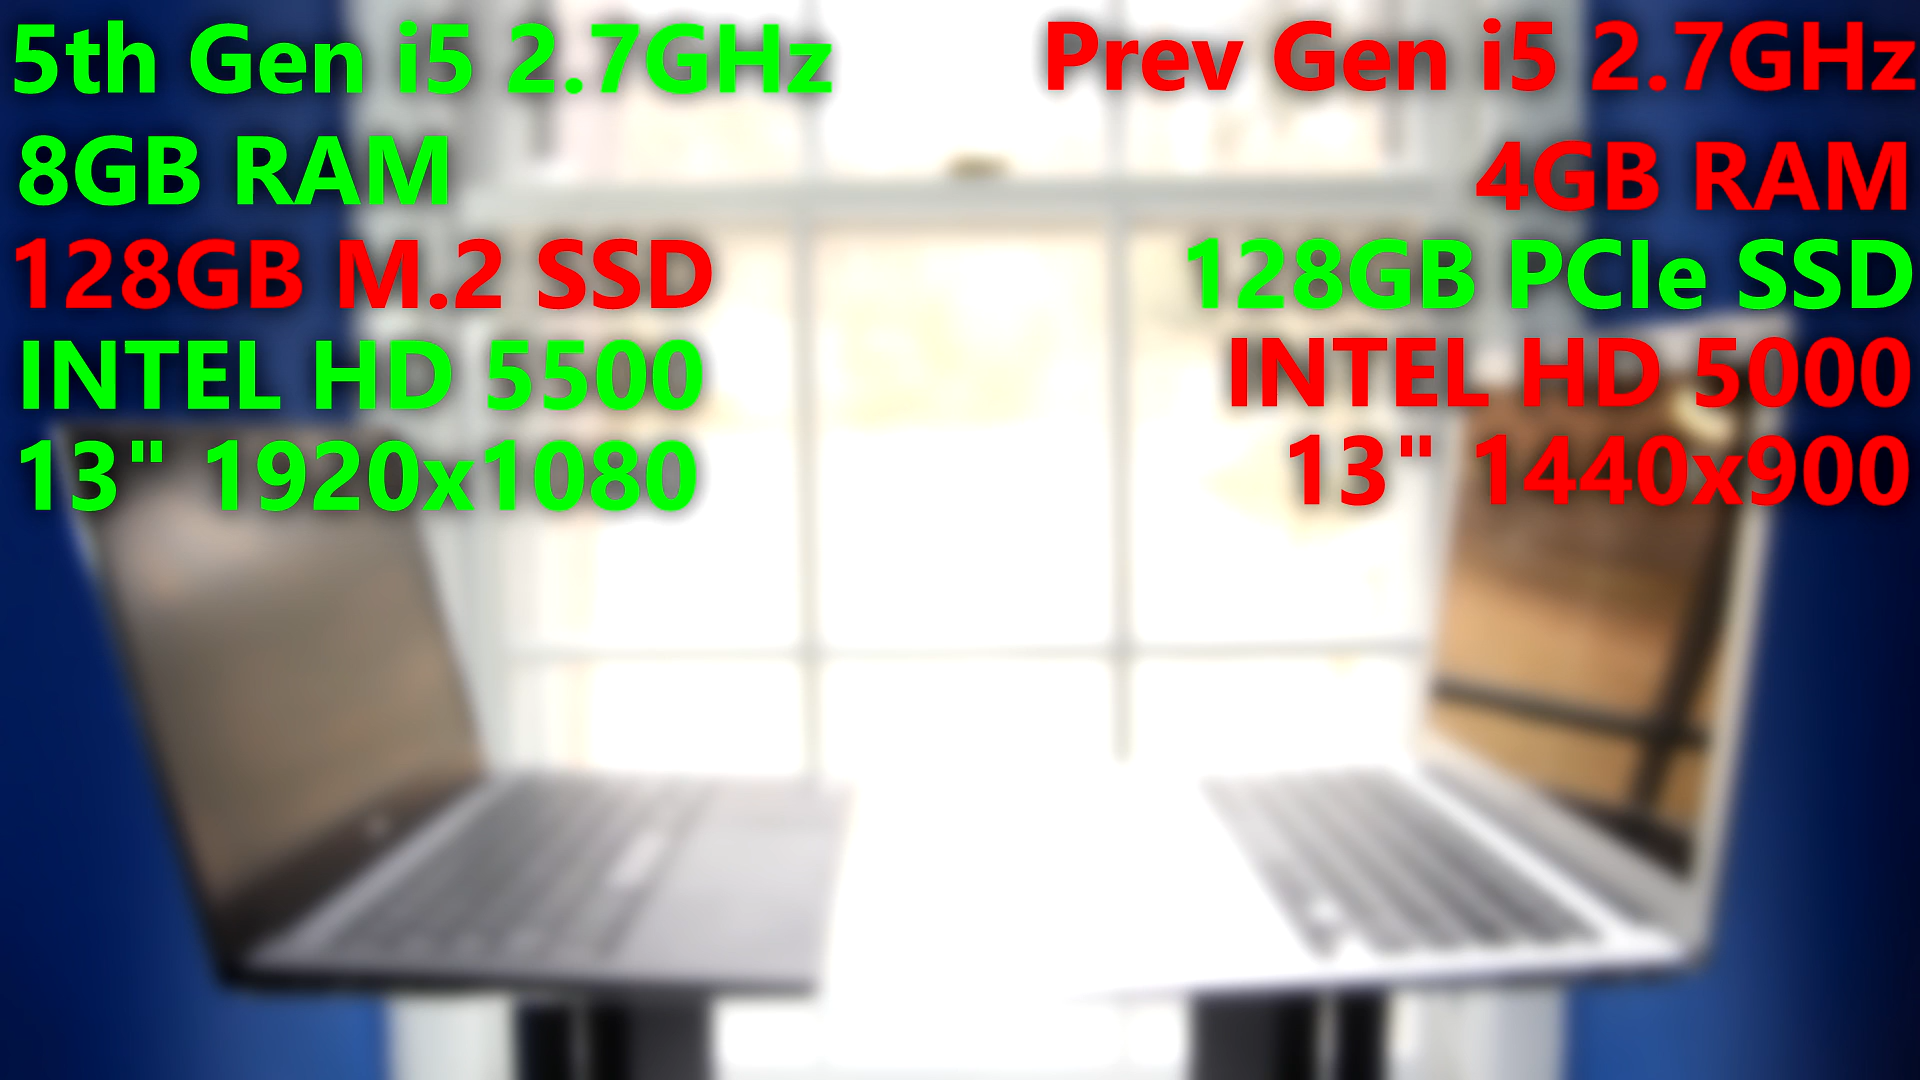 5th Gen i5 2.7GHz
8GB RAM
128GB M.2 SSD
INTEL HD 5500
13" 1920x1080
Prev Gen i5 2.7GHz
4GB RAM
128GB PCIe SSD
INTEL HD 5000
13" 1440x900